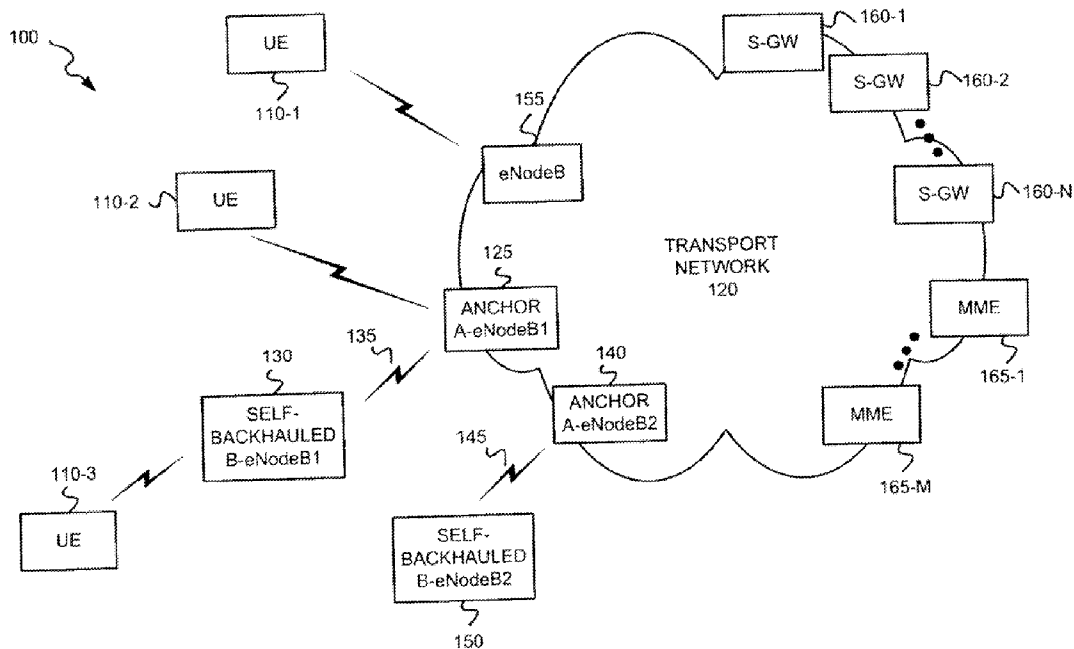 100
UE
110-1
155
eNodeB
S-GW
160-1
S-GW
160-2
S-GW
160-N
110-2
UE
TRANSPORT
NETWORK
120
125
ANCHOR
A-eNodeB1
135
MME
165-1
130
SELF-
BACKHAULED
B-eNodeB1
140
ANCHOR
A-eNodeB2
MME
165-M
145
110-3
UE
SELF-
BACKHAULED
B-eNodeB2
150